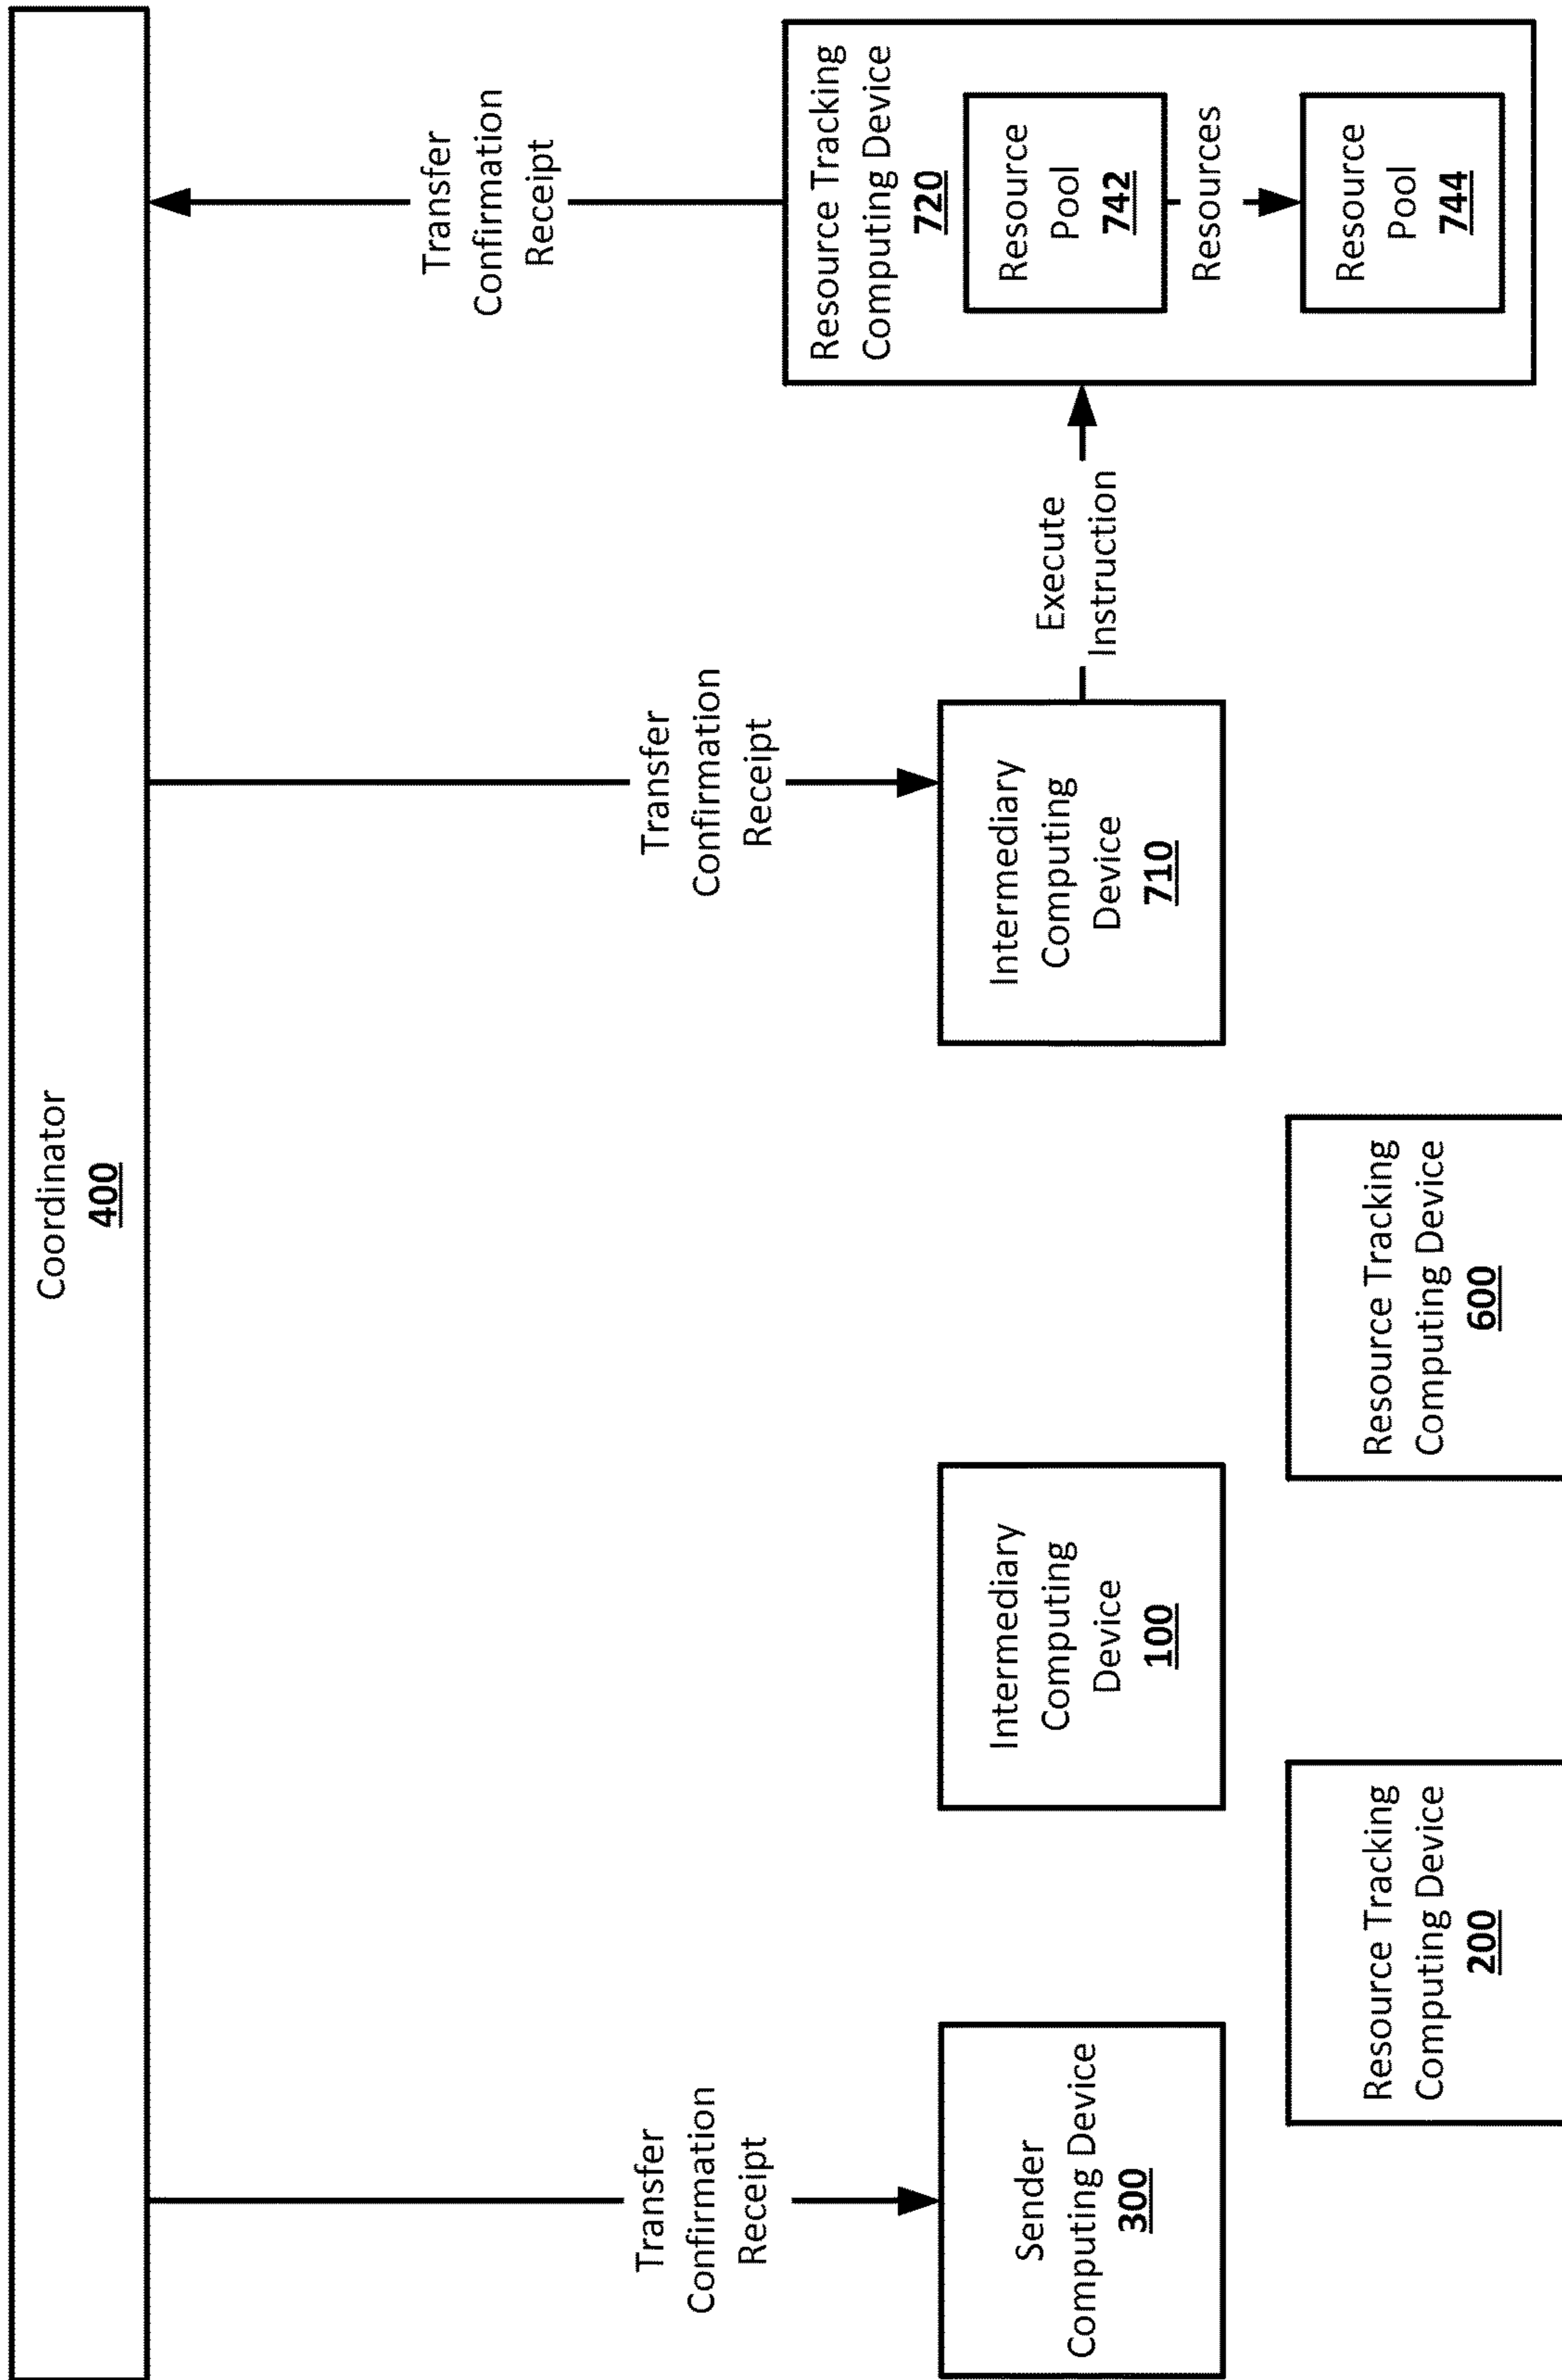 Coordinator
400
Transfer
Confirmation
Receipt
Transfer
Confirmation
Receipt
Transfer
Confirmation
Receipt
Sender
Computing Device
300
Intermediary
Computing
Device
100
Intermediary
Computing
Device
710
Execute
Instruction
Resource Tracking
Computing Device
720
Resource
Pool
742
Resources
Resource
Pool
744
Resource Tracking
Computing Device
200
Resource Tracking
Computing Device
600